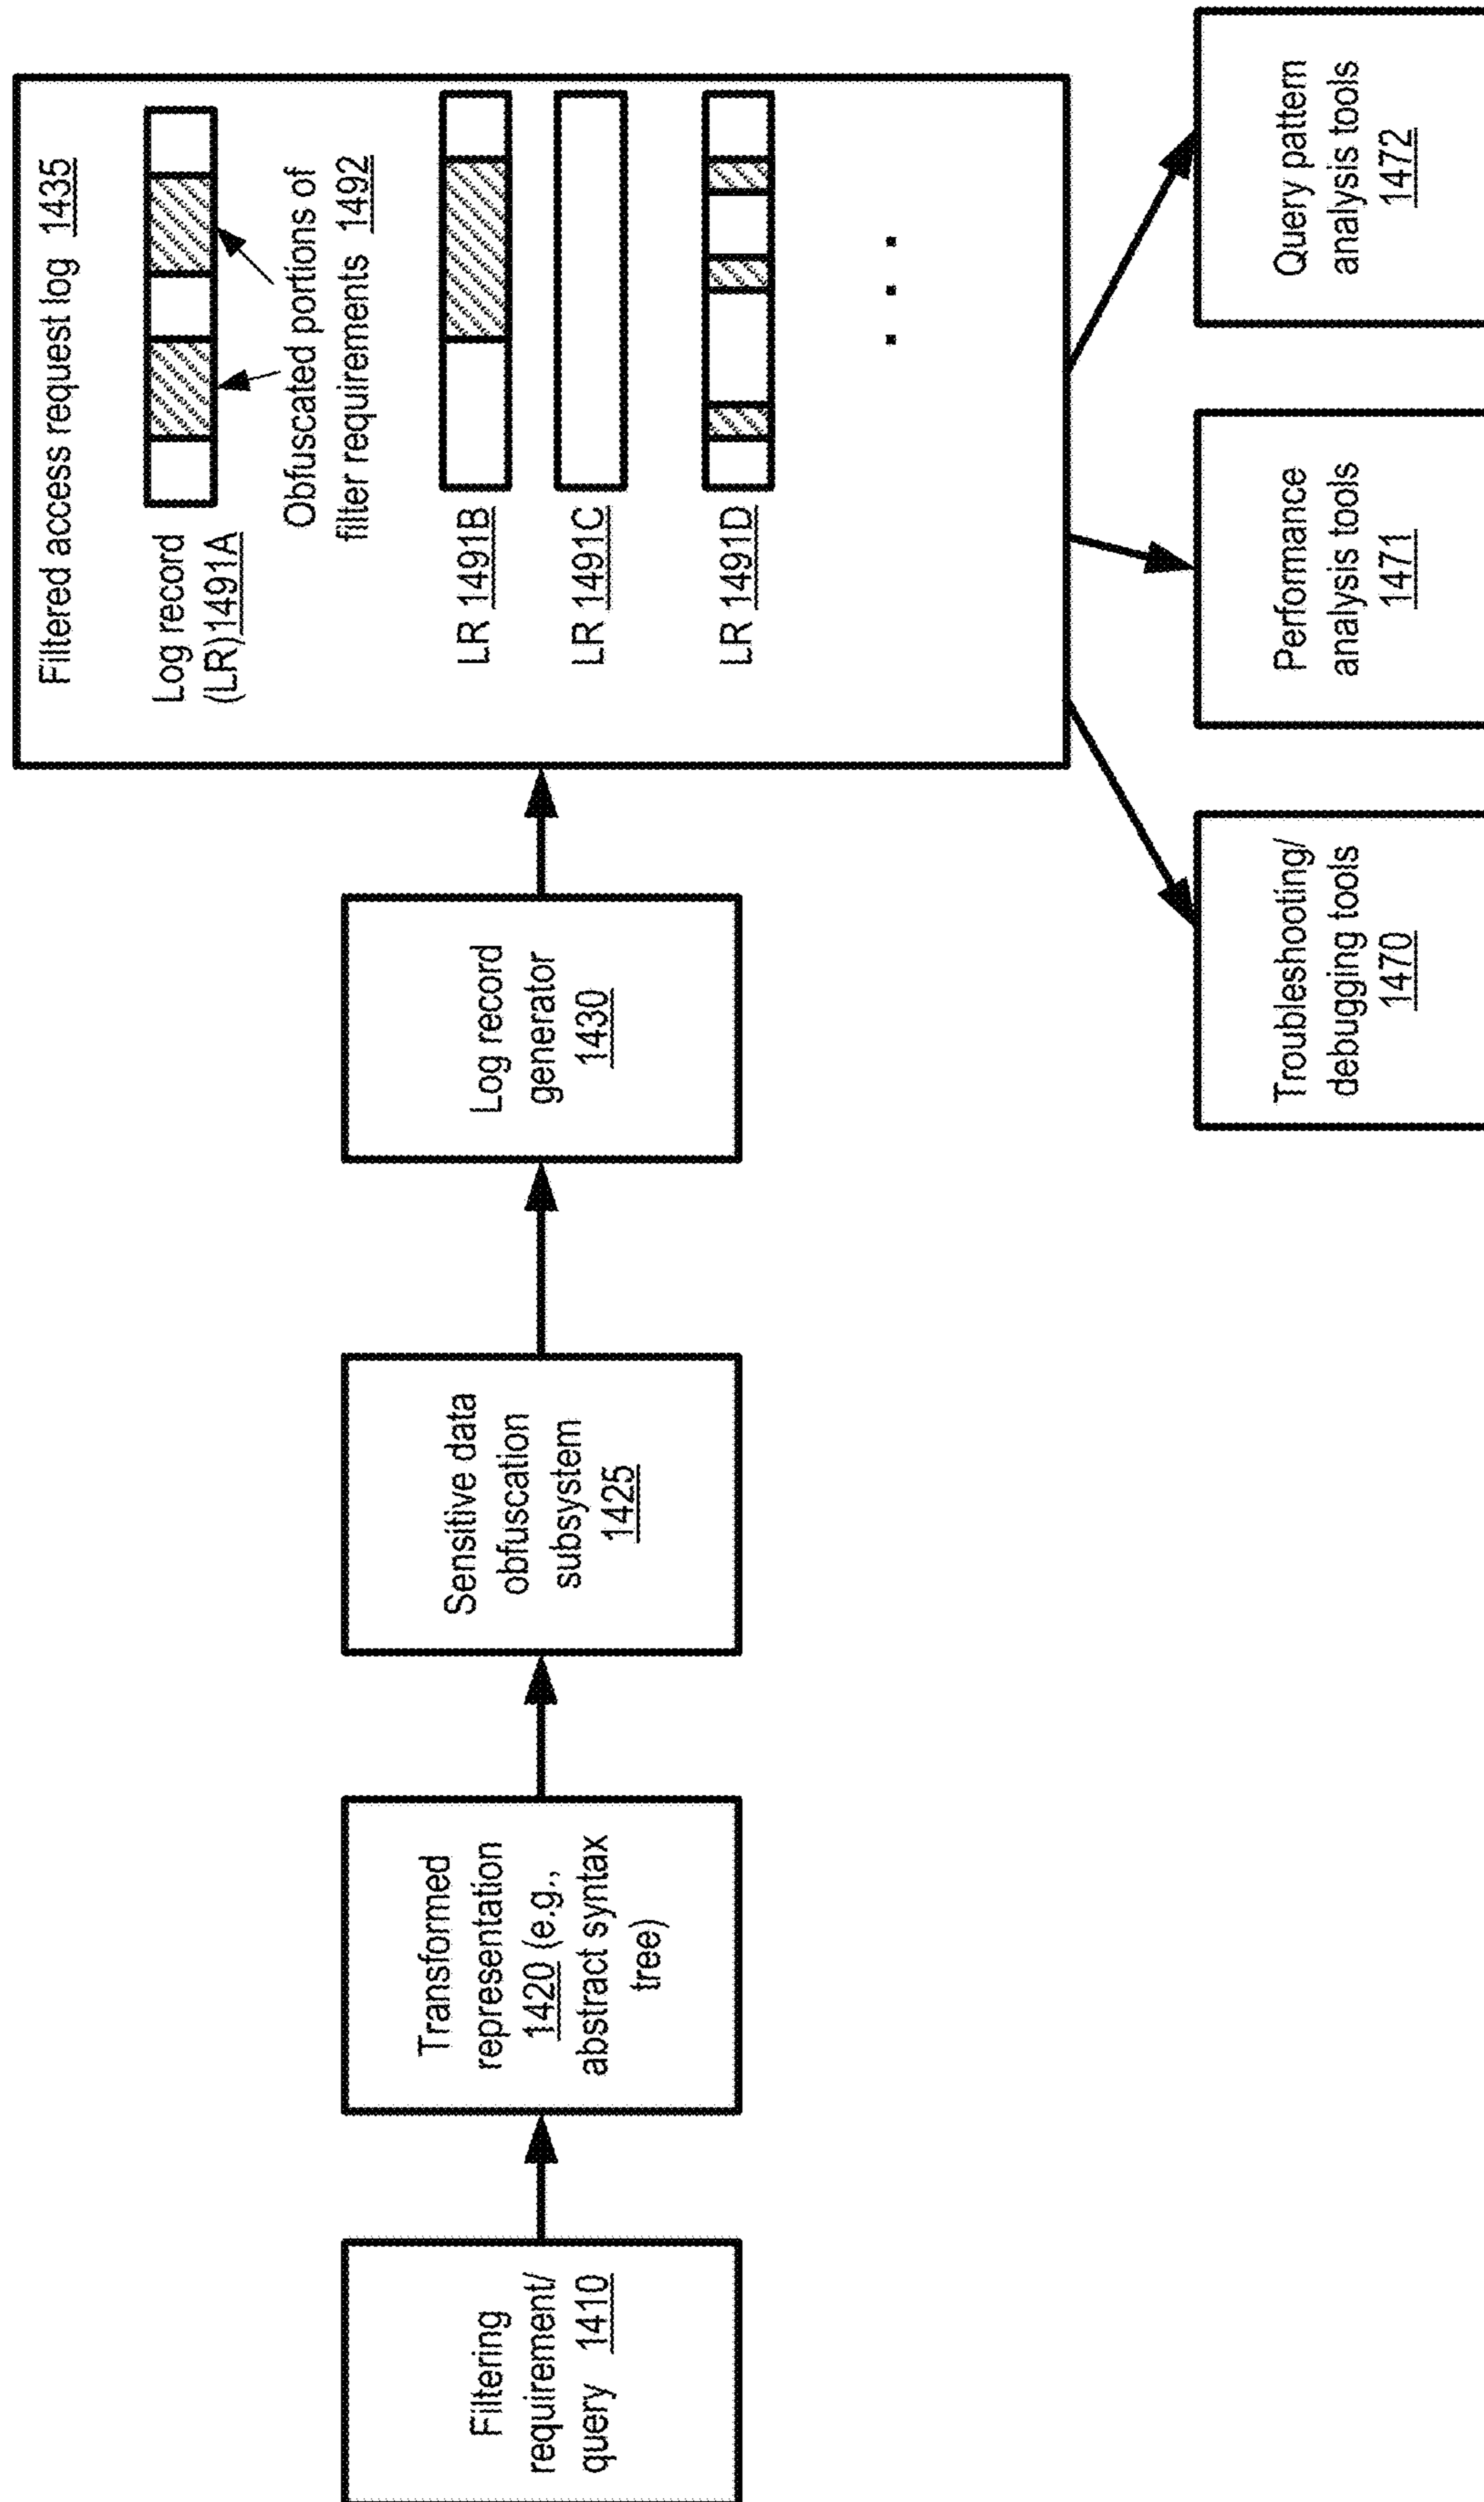 Filtering
requirement/
query 1410
Transformed
representation
1420 (e.g.,
abstract syntax
tree)
Sensitive data
obfuscation
subsystem
1425
Log record
generator
1430
Filtered access request log 1435
Log record
(LR)1491A
Obfuscated portions of
filter requirements 1492
LR 1491B
LR 1491C
LR 1491D
. . .
Troubleshooting/
debugging tools
1470
Performance
analysis tools
1471
Query pattern
analysis tools
1472